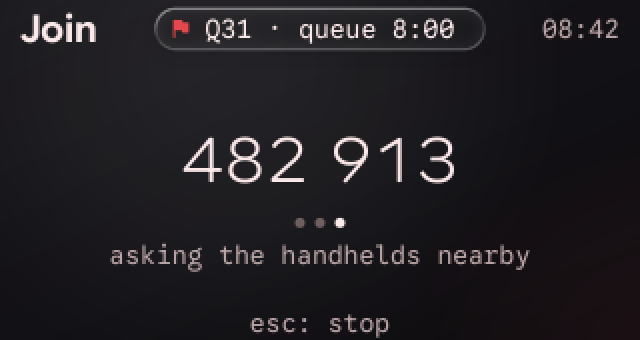 Join
Q31 · queue 8:00
08:42
482 913
asking the handhelds nearby
esc: stop